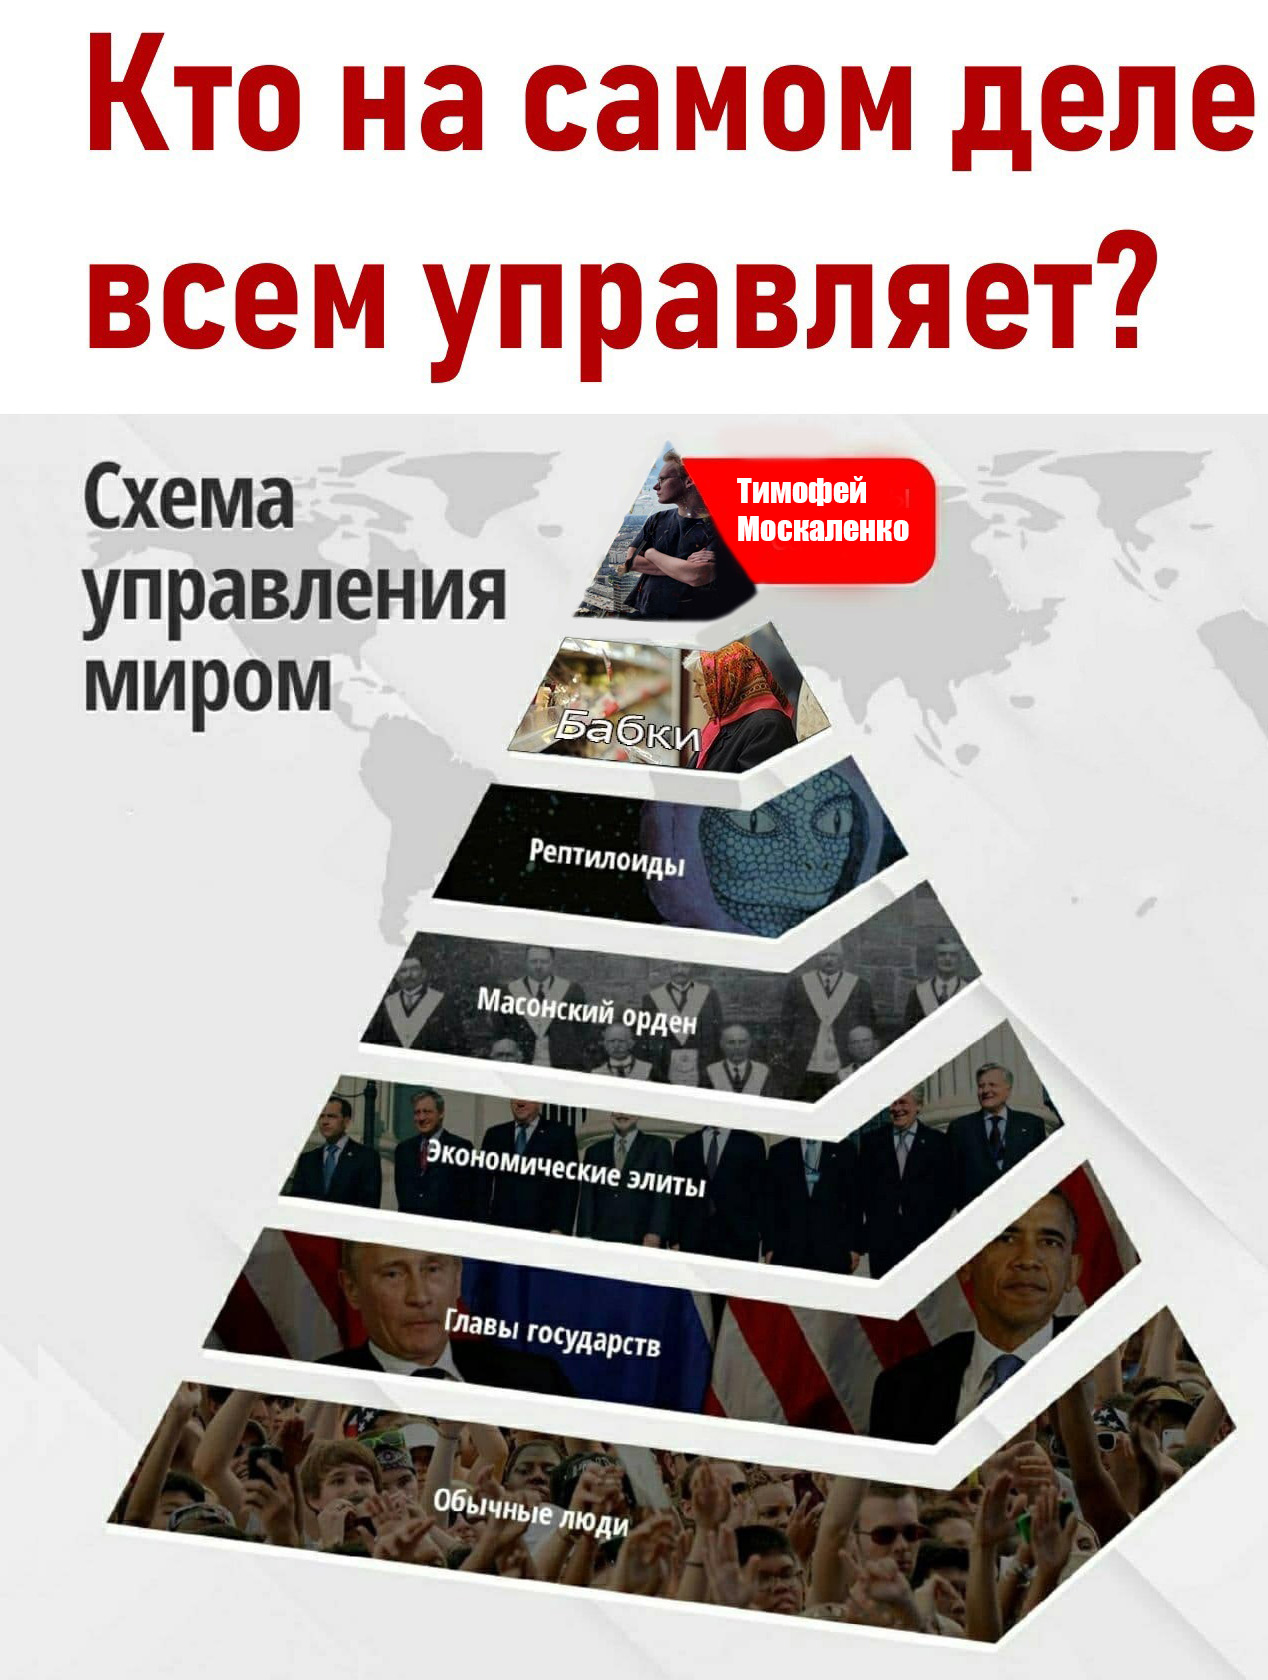 Кто на самом деле
всем управляет?
Схема
управления
миром
Тимофей
Москаленко
Бабки
Рептилоиды
Масонский орден
Экономические элиты
Главы государств
Обычные люди